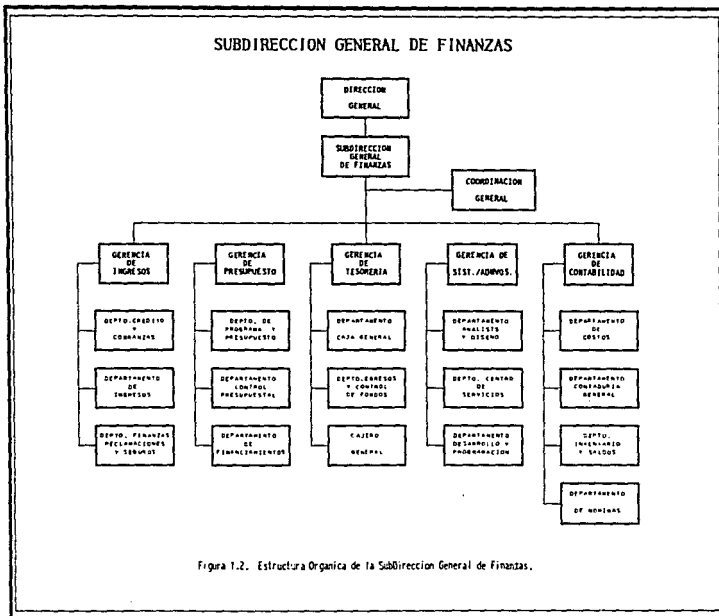 SUBDIRECCION GENERAL DE FINANZAS
DIRECCION
GENERAL
SUBDIRECCION
GENERAL
DE FINANZAS
COORDINACION
GENERAL
GERENCIA
DE
INGRESOS
GERENCIA
DE
PRESUPUESTO
GERENCIA
DE
TESORERIA
GERENCIA DE
SIST./ADMVOS.
GERENCIA
DE
CONTABILIDAD
DEPTO.CREDITO
Y
COBRANZAS
DEPTO. DE
PROGRAMA Y
PRESUPUESTO
DEPARTAMENTO
CAJA GENERAL
DEPARTAMENTO
ANALISTS
Y DISENO
DEPARTAMENTO
DE
COSTOS
DEPARTAMENTO
DE
INGRESOS
DEPARTAMENTO
CONTROL
PRESUPUESTAL
DEPTO.EGRESOS
Y CONTROL
DE FONDOS
DEPTO. CENTRO
DE
SERVICIOS
DEPARTAMENTO
CONTADURIA
GENERAL
DEPTO. FINANZAS
RECLAMACIONES
Y SEGUROS
DEPARTAMENTO
DE
FINANCIAMIENTOS
CAJERO
GENERAL
DEPARTAMENTO
DESARROLLO Y
PROGRAMACION
DEPTO.
INVENTARIO
Y SALDOS
DEPARTAMENTO
DE NOMINAS
Figura 1.2. Estructura Organica de la SubDireccion General de Finanzas.